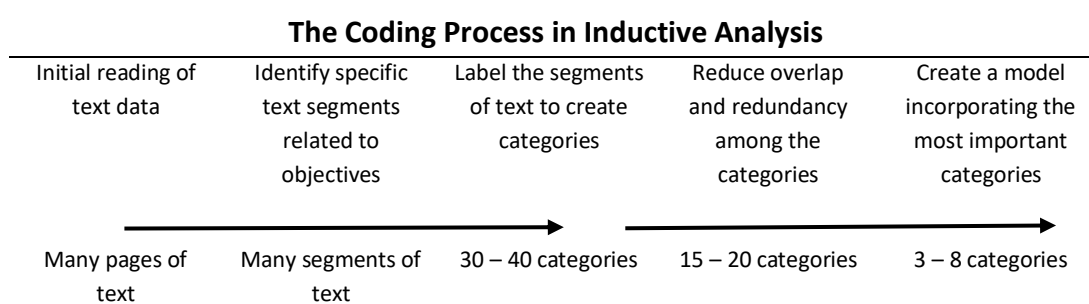 The Coding Process in Inductive Analysis
Initial reading of
text data
Identify specific
text segments
related to
objectives
Label the segments
of text to create
categories
Reduce overlap
and redundancy
among the
categories
Create a model
incorporating the
most important
categories
Many pages of
text
Many segments of
text
30 – 40 categories
15 – 20 categories
3 – 8 categories